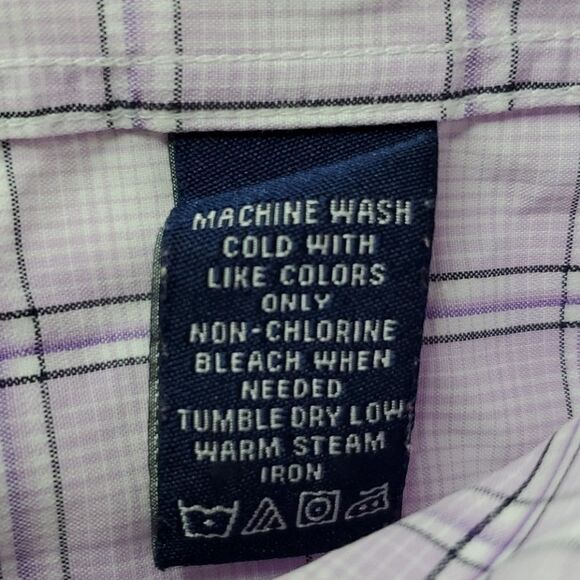 MACHINE WASH
COLD WITH
LIKE COLORS
ONLY
NON-CHLORINE
BLEACH WHEN
NEEDED
TUMBLE DRY LOW
WARM STEAM
IRON